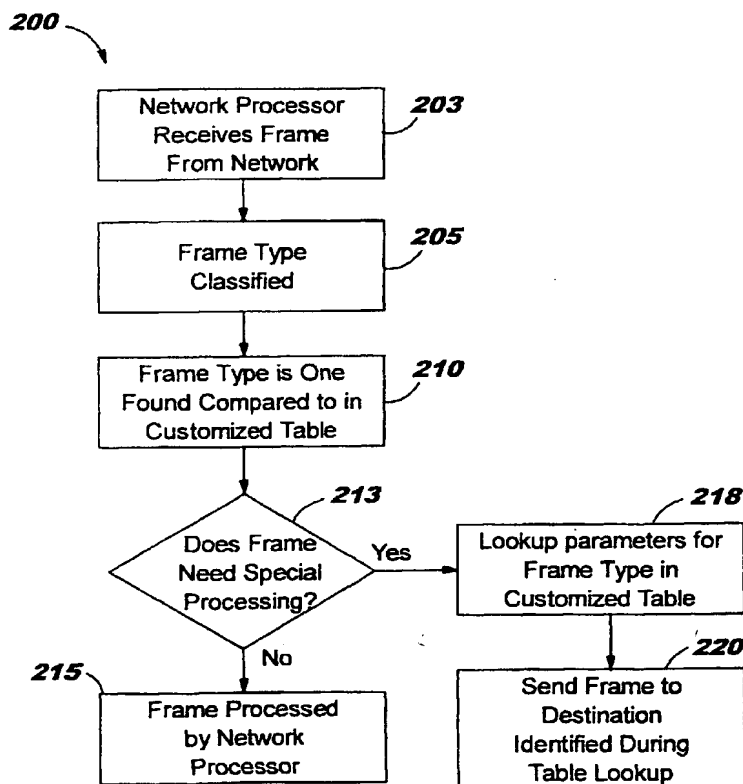 200
Network Processor
Receives Frame
From Network
203
Frame Type
Classified
205
Frame Type is One
Found Compared to in
Customized Table
210
Does Frame
Need Special
Processing?
213
Yes
No
Lookup parameters for
Frame Type in
Customized Table
218
215
Frame Processed
by Network
Processor
Send Frame to
Destination
Identified During
Table Lookup
220